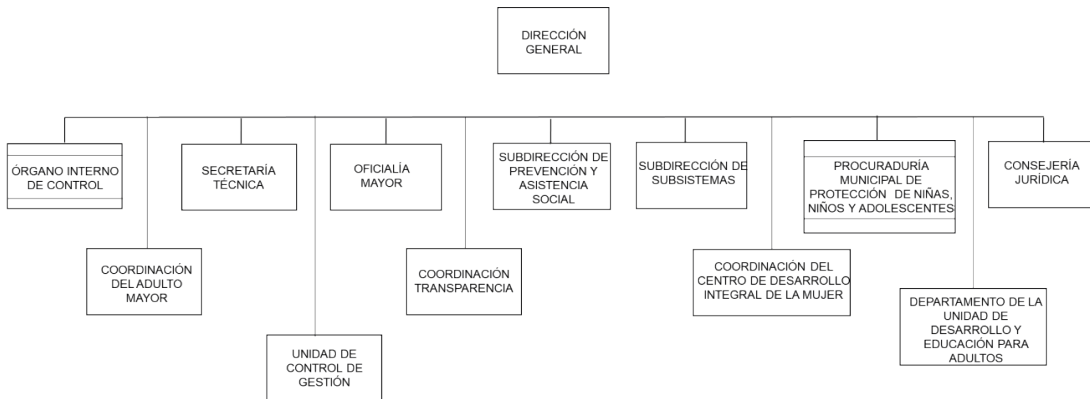 DIRECCIÓN
GENERAL
ÓRGANO INTERNO
DE CONTROL
SECRETARÍA
TÉCNICA
OFICIALÍA
MAYOR
SUBDIRECCIÓN DE
PREVENCIÓN Y
ASISTENCIA
SOCIAL
SUBDIRECCIÓN DE
SUBSISTEMAS
PROCURADURÍA
MUNICIPAL DE
PROTECCIÓN DE NIÑAS,
NIÑOS Y ADOLESCENTES
CONSEJERÍA
JURÍDICA
COORDINACIÓN
DEL ADULTO
MAYOR
COORDINACIÓN
TRANSPARENCIA
COORDINACIÓN DEL
CENTRO DE DESARROLLO
INTEGRAL DE LA MUJER
UNIDAD DE
CONTROL DE
GESTIÓN
DEPARTAMENTO DE LA
UNIDAD DE
DESARROLLO Y
EDUCACIÓN PARA
ADULTOS